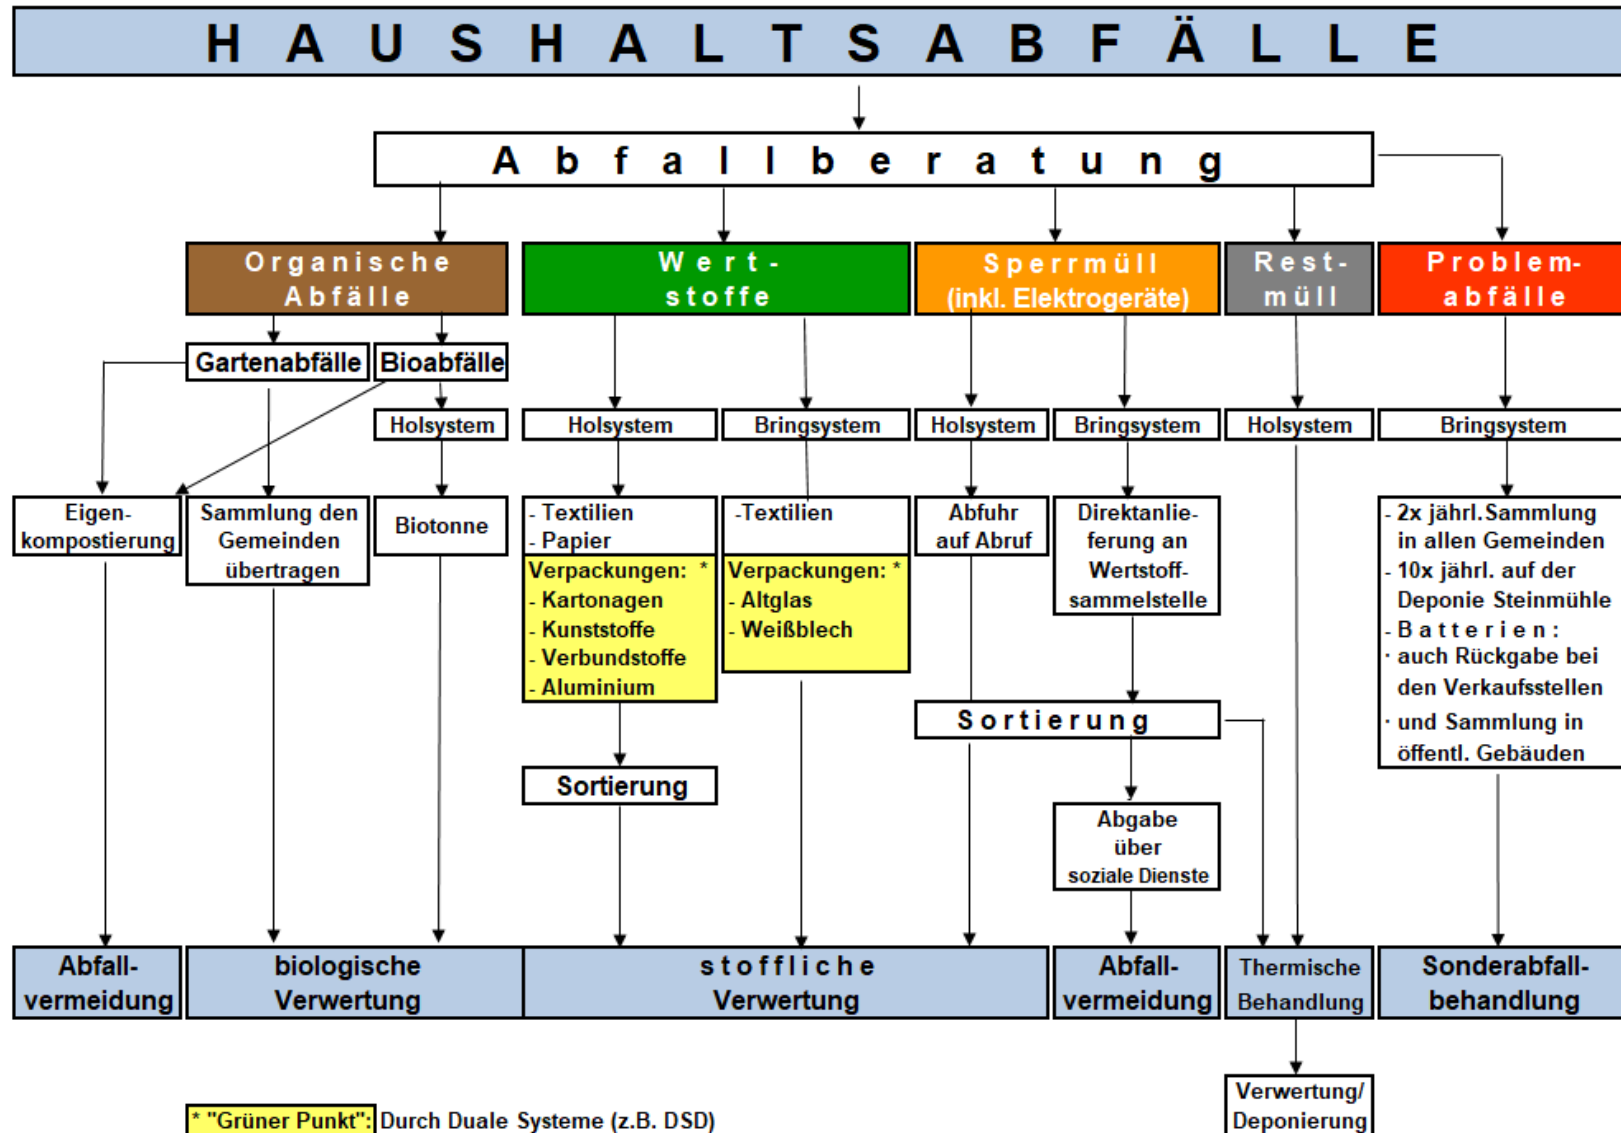 HAUSHALTSABFÄLLE
Abfallberatung
Organische
Abfälle
Wert-
stoffe
Sperrmüll
(inkl. Elektrogeräte)
Rest-
müll
Problem-
abfälle
Gartenabfälle
Bioabfälle
Holsystem
Holsystem
Bringsystem
Holsystem
Bringsystem
Holsystem
Bringsystem
Eigen-
kompostierung
Sammlung den
Gemeinden
übertragen
Biotonne
- Textilien
- Papier
Verpackungen: *
- Kartonagen
- Kunststoffe
- Verbundstoffe
- Aluminium
-Textilien
Verpackungen: *
- Altglas
- Weißblech
Abfuhr
auf Abruf
Direktanlie-
ferung an
Wertstoff-
sammelstelle
- 2x jährl.Sammlung
in allen Gemeinden
- 10x jährl. auf der
Deponie Steinmühle
- Batterien:
· auch Rückgabe bei
den Verkaufsstellen
· und Sammlung in
öffentl. Gebäuden
Sortierung
Sortierung
Abgabe
über
soziale Dienste
Abfall-
vermeidung
biologische
Verwertung
stoffliche
Verwertung
Abfall-
vermeidung
Thermische
Behandlung
Sonderabfall-
behandlung
Verwertung/
Deponierung
* "Grüner Punkt": Durch Duale Systeme (z.B. DSD)